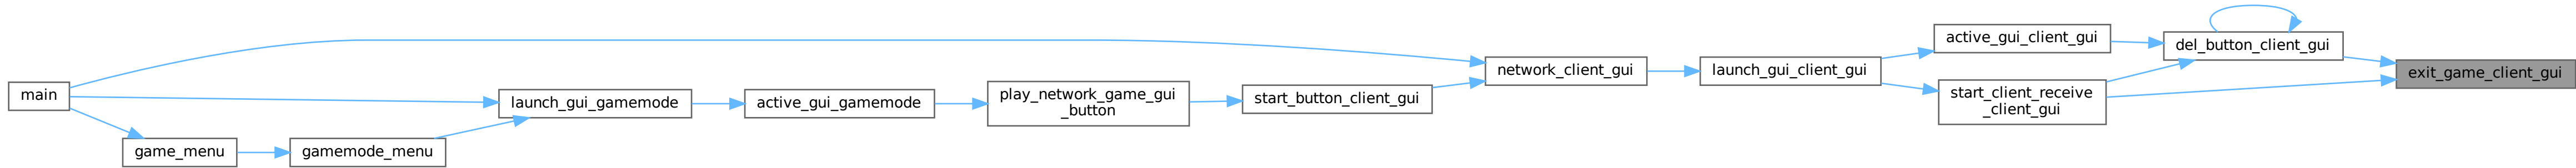 main
game_menu
launch_gui_gamemode
gamemode_menu
active_gui_gamemode
play_network_game_gui
_button
start_button_client_gui
network_client_gui
launch_gui_client_gui
active_gui_client_gui
start_client_receive
_client_gui
del_button_client_gui
exit_game_client_gui